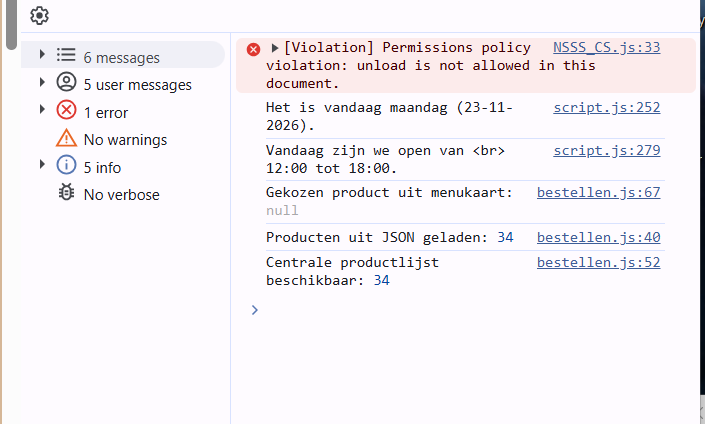 6 messages
5 user messages
1 error
No warnings
5 info
No verbose
[Violation] Permissions policy NSSS_CS.js:33
violation: unload is not allowed in this
document.
Het is vandaag maandag (23-11- script.js:252
2026).
Vandaag zijn we open van <br> script.js:279
12:00 tot 18:00.
Gekozen product uit menukaart: bestellen.js:67
null
Producten uit JSON geladen: 34 bestellen.js:40
Centrale productlijst bestellen.js:52
beschikbaar: 34